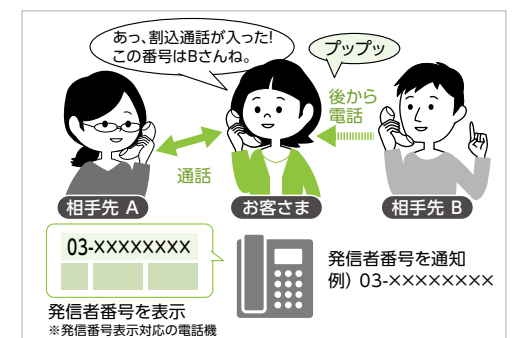 あっ、割込通話が入った!
この番号はBさんね。
プップッ
後から
電話
通話
相手先 A
お客さま
相手先 B
03-××××××××
発信者番号を通知
例) 03-××××××××
発信者番号を表示
※発信番号表示対応の電話機